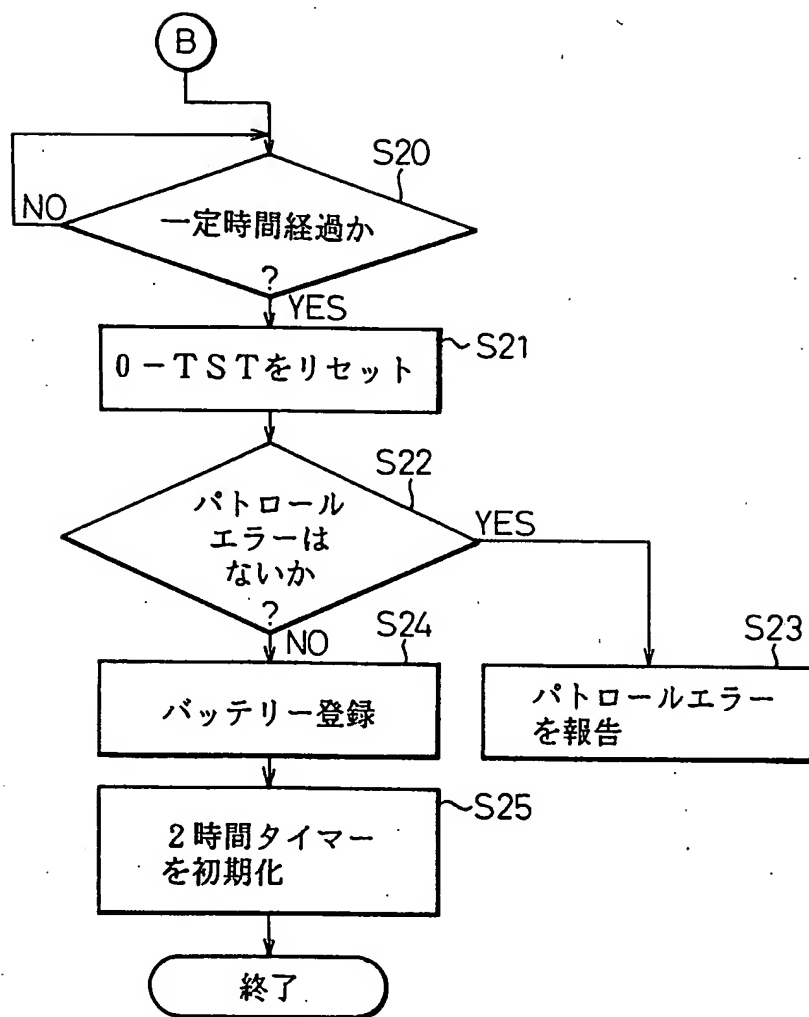 B
S20
NO
一定時間経過か
?
YES
S21
0－TSTをリセット
S22
パトロール
エラーは
ないか
?
YES
NO
S24
バッテリー登録
S23
パトロールエラー
を報告
S25
2時間タイマー
を初期化
終了